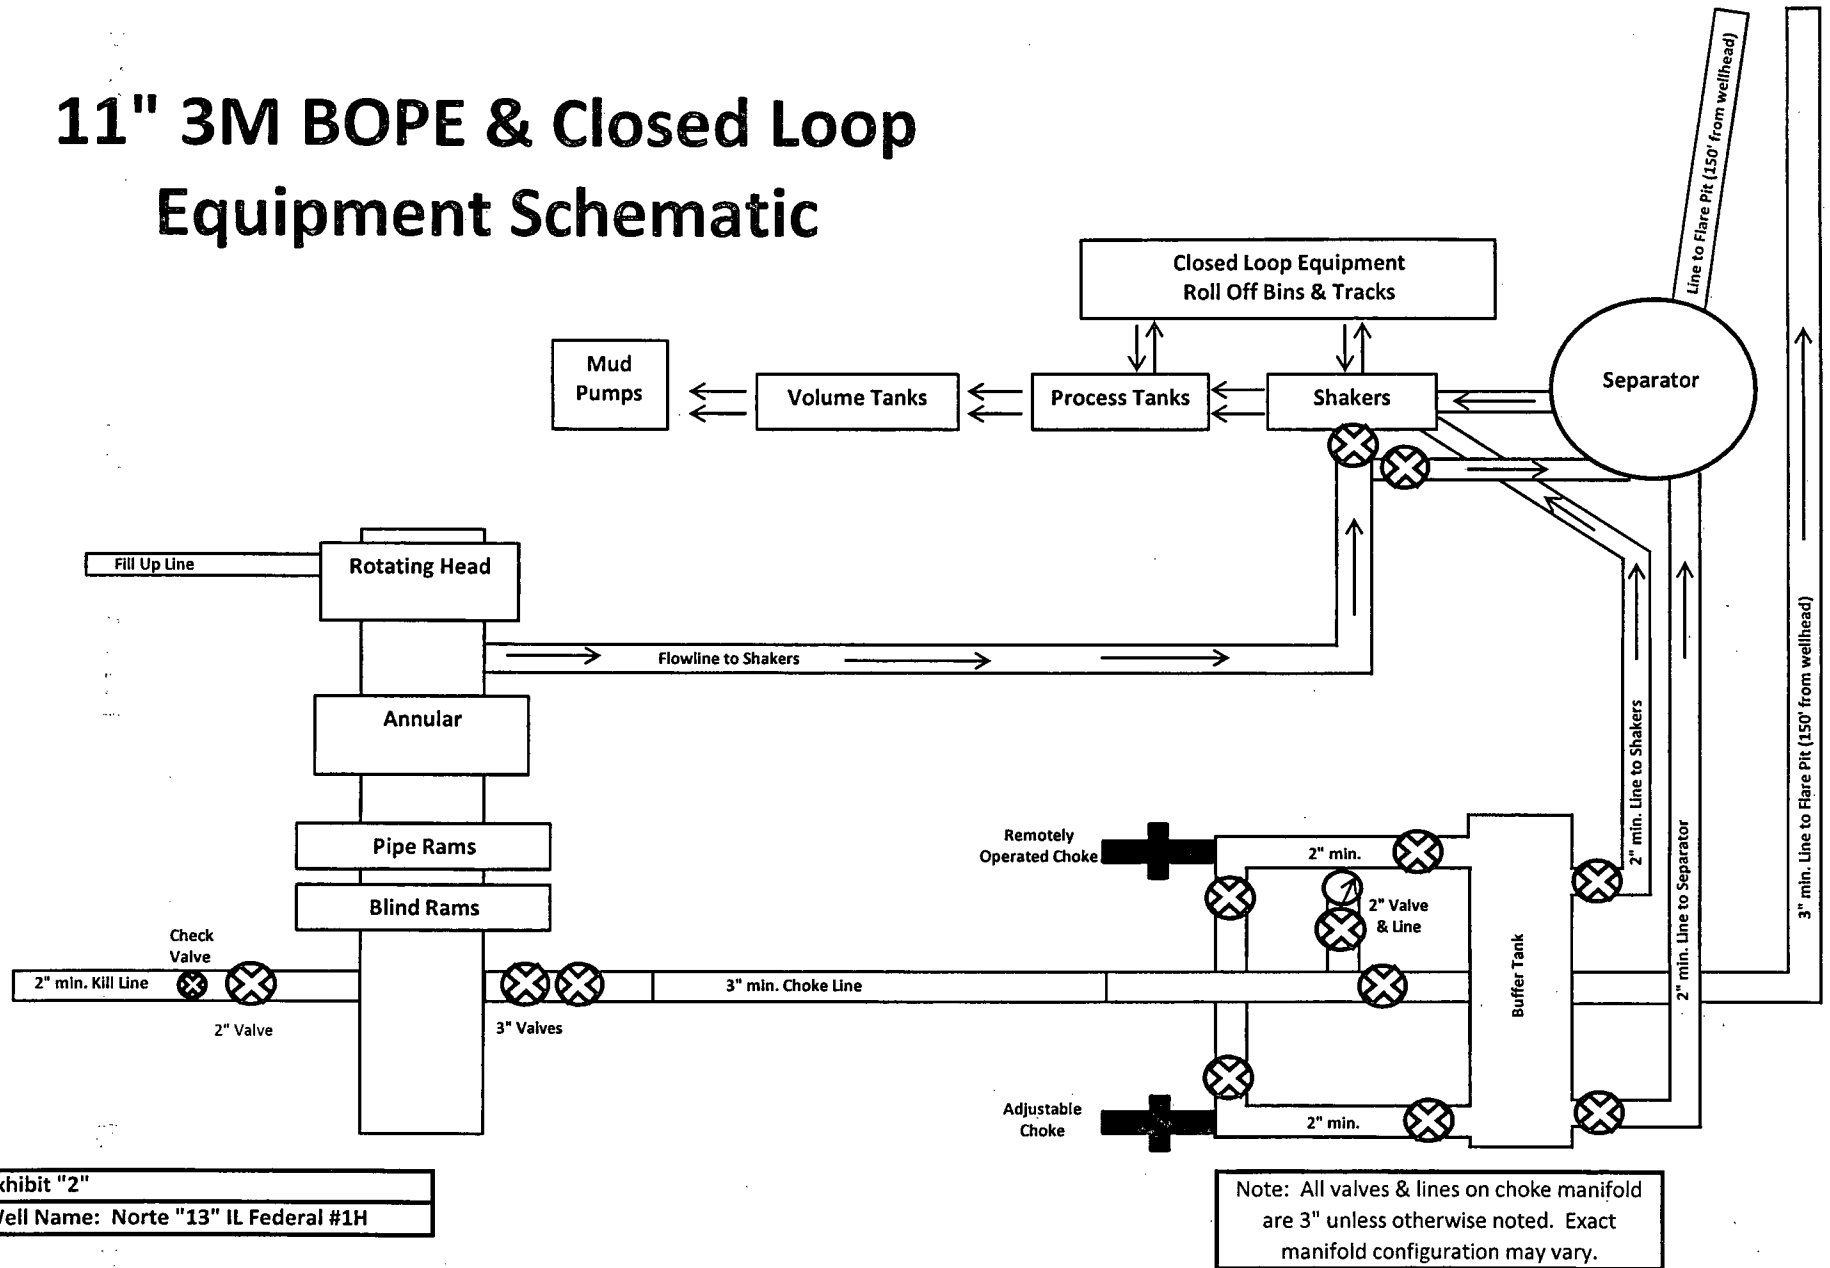 11" 3M BOPE & Closed Loop
Equipment Schematic
Line to Flare Pit (150' from wellhead)
Closed Loop Equipment
Roll Off Bins & Tracks
Mud
Pumps
Volume Tanks
Process Tanks
Shakers
Separator
Fill Up Line
Rotating Head
Flowline to Shakers
Annular
Pipe Rams
Blind Rams
Check
Valve
2" min. Kill Line
2" Valve
3" Valves
3" min. Choke Line
Remotely
Operated Choke
2" min.
2" Valve
& Line
Adjustable
Choke
2" min.
Buffer Tank
2" min. Line to Shakers
2" min. Line to Separator
3" min. Line to Flare Pit (150' from wellhead)
xhibit "2"
Vell Name: Norte "13" IL Federal #1H
Note: All valves & lines on choke manifold
are 3" unless otherwise noted. Exact
manifold configuration may vary.